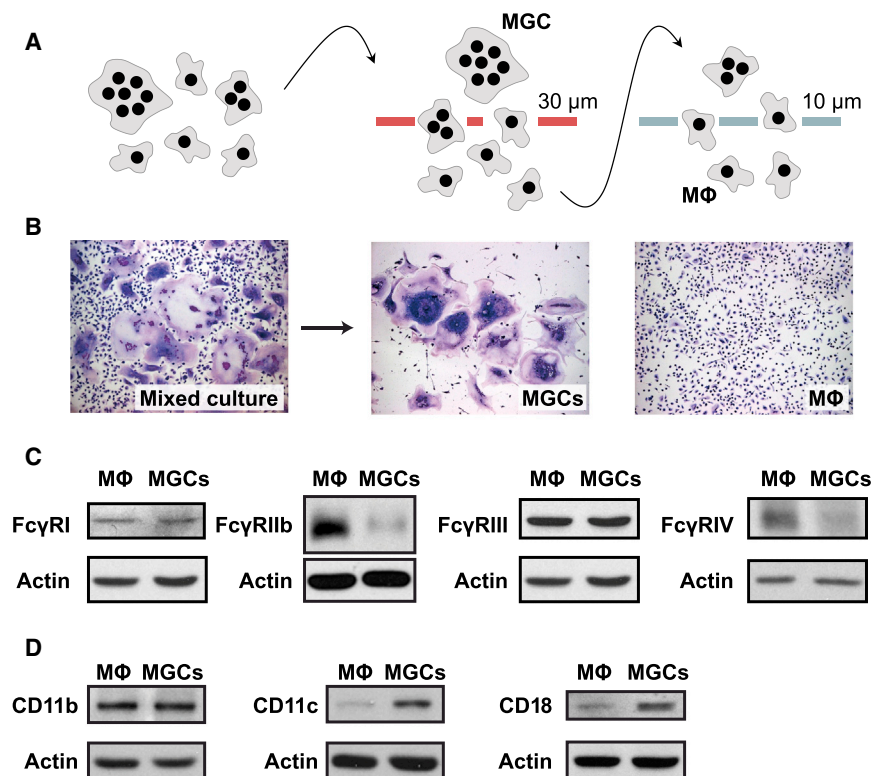 A
MGC
30 µm
10 µm
MΦ
B
Mixed culture
MGCs
MΦ
C
MΦ MGCs
MΦ MGCs
MΦ MGCs
MΦ MGCs
FcγRI
FcγRIIb
FcγRIII
FcγRIV
Actin
Actin
Actin
Actin
D
MΦ MGCs
MΦ MGCs
MΦ MGCs
CD11b
CD11c
CD18
Actin
Actin
Actin